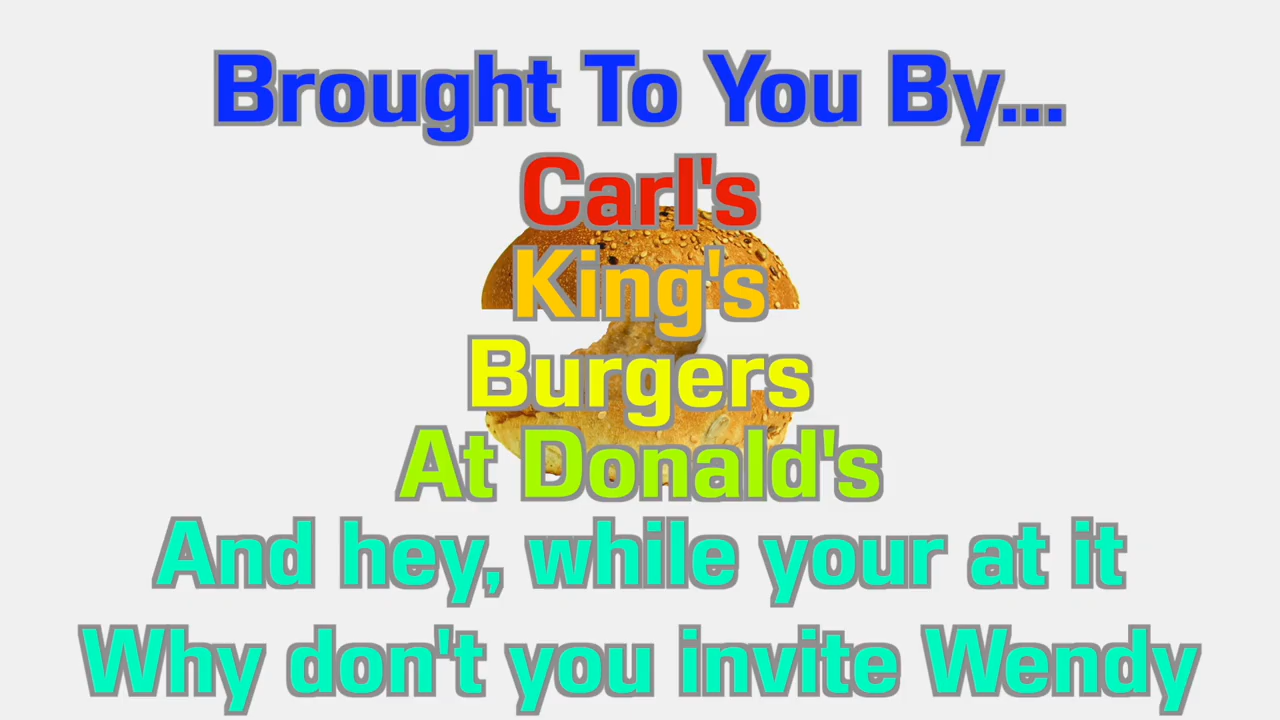 Brought To You By...
Carl's
King's
Burgers
At Donald's
And hey, while your at it
Why don't you invite Wendy